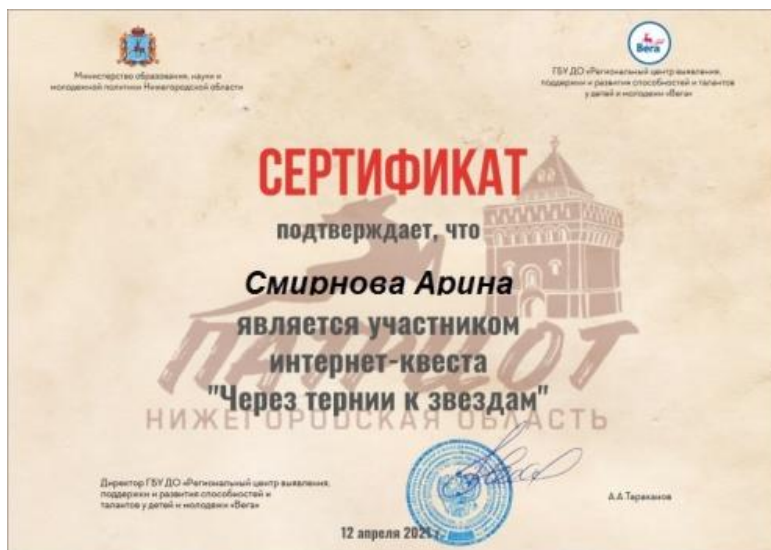 Министерство образования, науки и
молодежной политики Нижегородской области
Вега
ГБУ ДО «Региональный центр выявления,
поддержки и развития способностей и талантов
у детей и молодежи «Вега»
СЕРТИФИКАТ
подтверждает, что
Смирнова Арина
является участником
интернет-квеста
"Через тернии к звездам"
ПАТРИОТ
НИЖЕГОРОДСКАЯ ОБЛАСТЬ
Директор ГБУ ДО «Региональный центр выявления,
поддержки и развития способностей и
талантов у детей и молодежи «Вега»
А.А.Тараканов
12 апреля 2021 г.